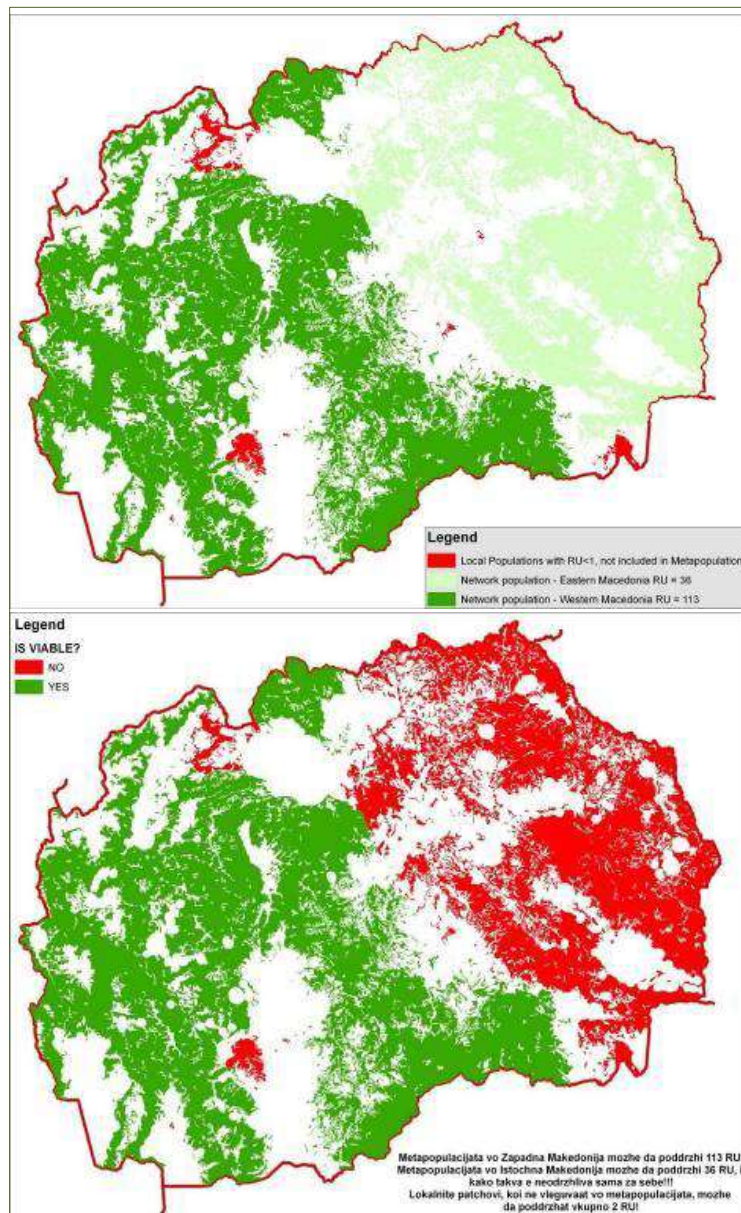 Legend
Local Populations with RU<1, not included in Metapopulation
Network population - Eastern Macedonia RU = 36
Network population - Western Macedonia RU = 113
Legend
IS VIABLE?
NO
YES
Metapopulacijata vo Zapadna Makedonija mozhe da poddrzhi 113 RU
Metapopulacijata vo Istochna Makedonija mozhe da poddrzhi 36 RU, i
kako takva e neodrzhliva sama za sebe!!!
Lokalnite patchovi, koi ne vleguvaat vo metapopulacijata, mozhe
da poddrzhat vkupno 2 RU!